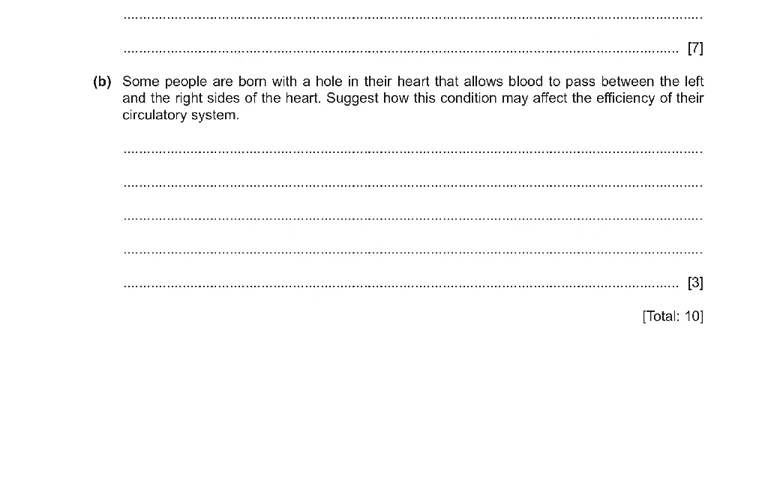 [7]
(b) Some people are born with a hole in their heart that allows blood to pass between the left
and the right sides of the heart. Suggest how this condition may affect the efficiency of their
circulatory system.
[3]
[Total: 10]